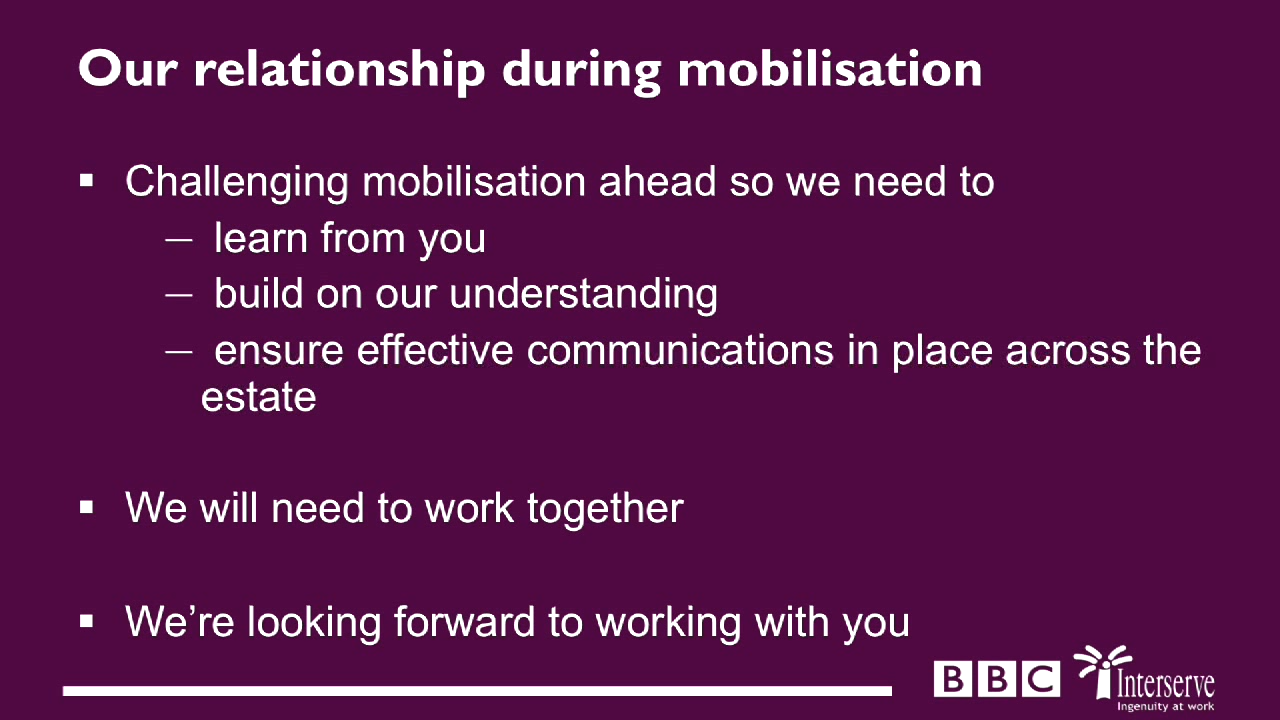 Our relationship during mobilisation
▪ Challenging mobilisation ahead so we need to
— learn from you
— build on our understanding
— ensure effective communications in place across the
estate
▪ We will need to work together
▪ We’re looking forward to working with you
BBC
Interserve
Ingenuity at work